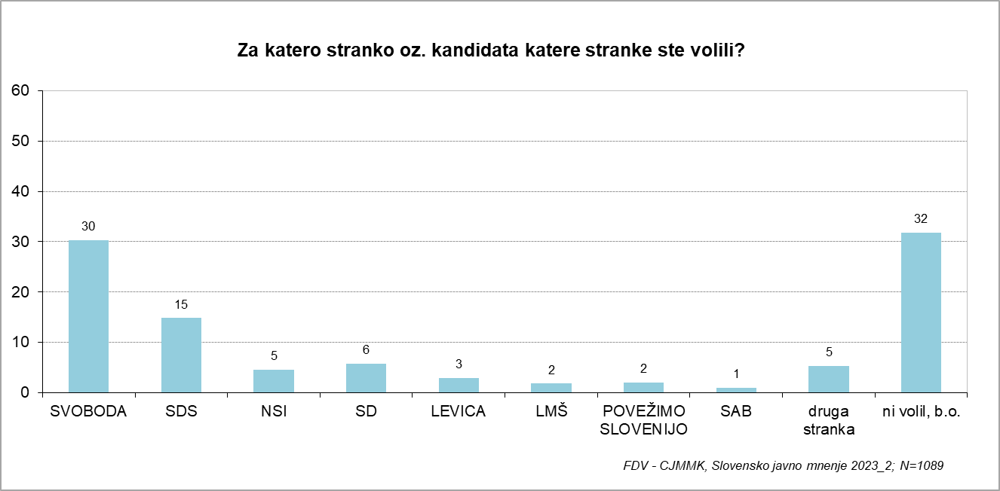 Za katero stranko oz. kandidata katere stranke ste volili?
60
50
40
30
20
10
0
30
15
5
6
3
2
2
1
5
32
SVOBODA
SDS
NSI
SD
LEVICA
LMŠ
POVEŽIMO
SLOVENIJO
SAB
druga
stranka
ni volil, b.o.
FDV - CJMMK, Slovensko javno mnenje 2023_2; N=1089